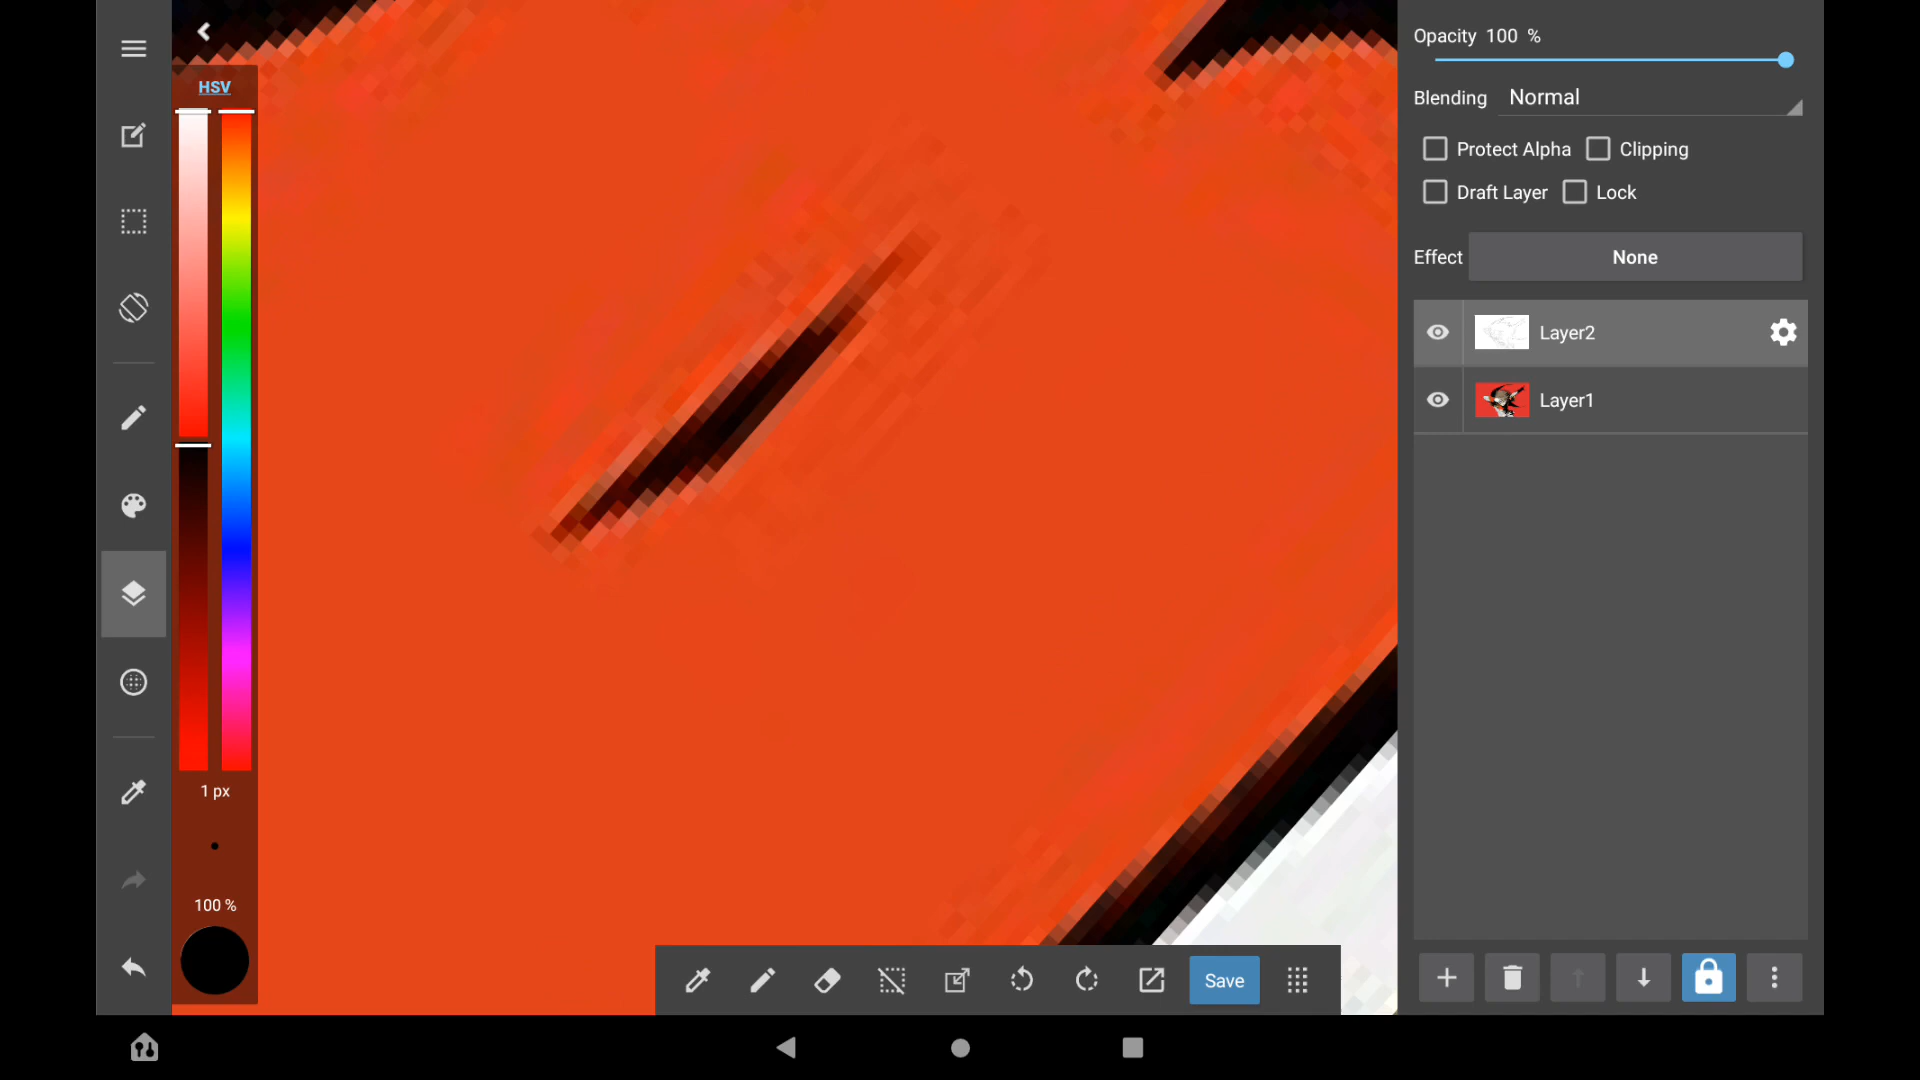 HSV
1 px
100 %
Save
Opacity 100 %
Blending Normal
Protect Alpha Clipping
Draft Layer Lock
Effect None
Layer2
Layer1